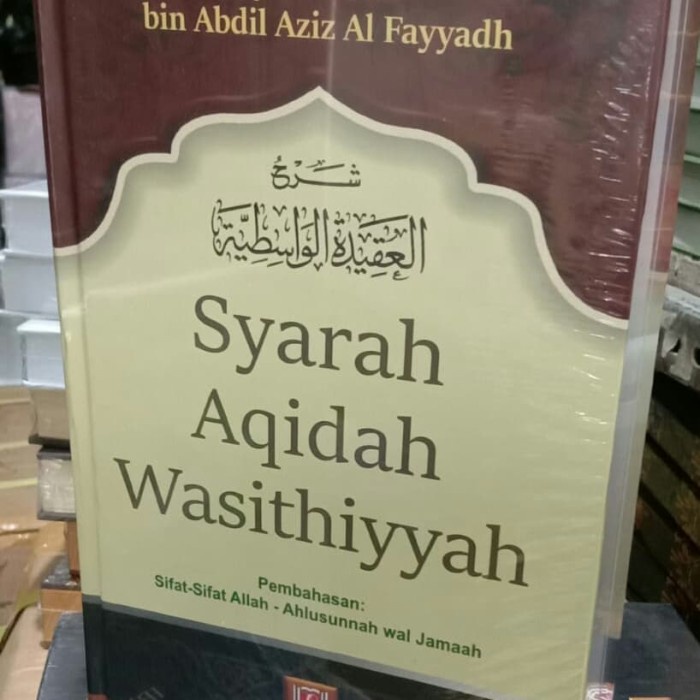 bin Abdil Aziz Al Fayyadh
شرح
العقيدة الواسطية
Syarah
Aqidah
Wasithiyyah
Pembahasan:
Sifat-Sifat Allah - Ahlusunnah wal Jamaah